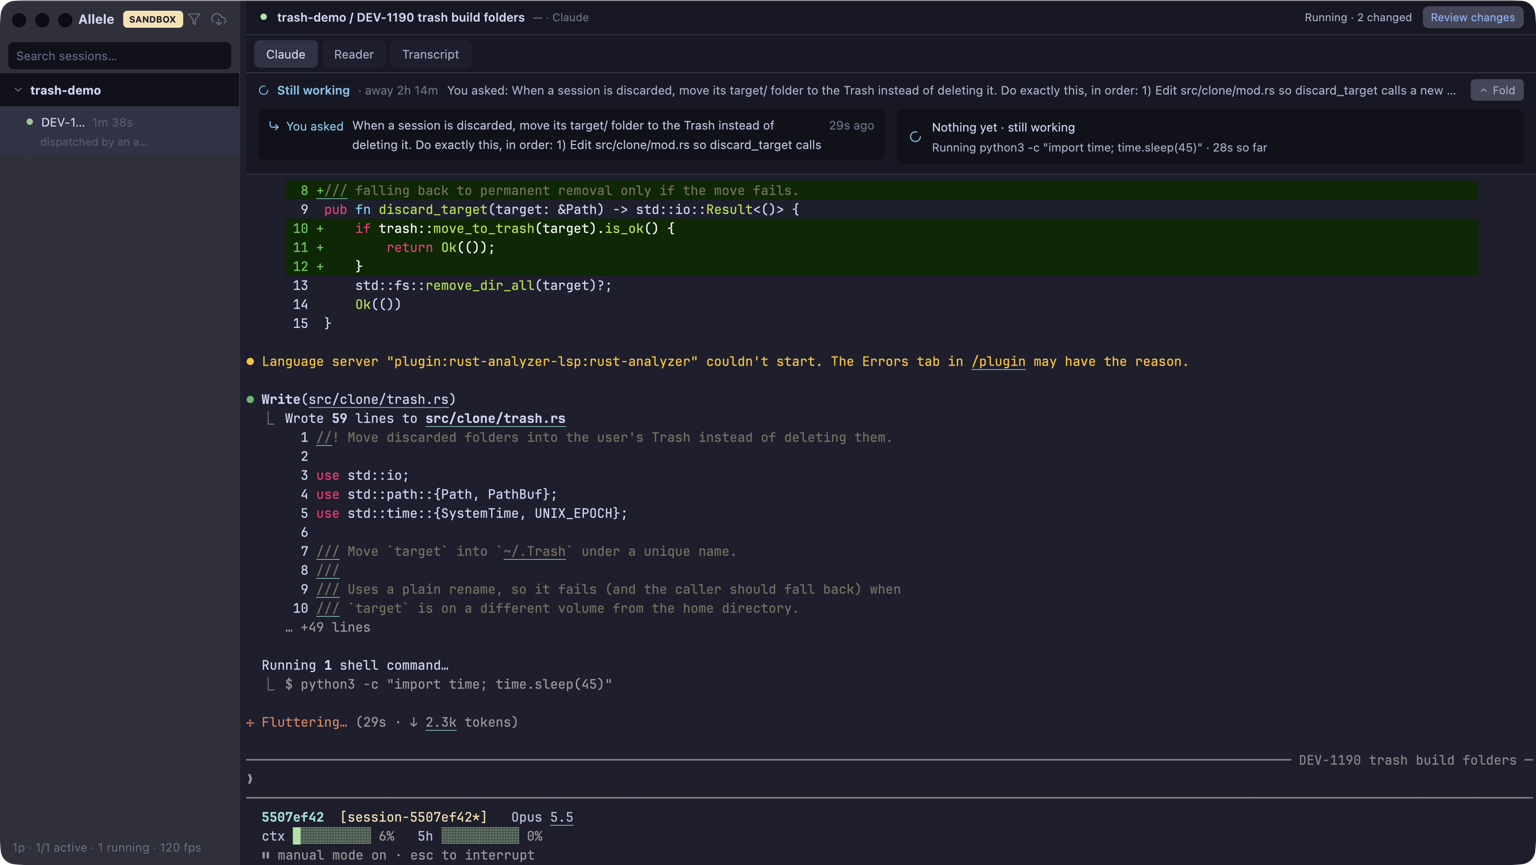 Allele SANDBOX
Search sessions...
trash-demo
DEV-1... 1m 38s
dispatched by an a...
1p · 1/1 active · 1 running · 120 fps
trash-demo / DEV-1190 trash build folders — · Claude
Running · 2 changed Review changes
Claude Reader Transcript
Still working · away 2h 14m You asked: When a session is discarded, move its target/ folder to the Trash instead of deleting it. Do exactly this, in order: 1) Edit src/clone/mod.rs so discard_target calls a new ... Fold
You asked When a session is discarded, move its target/ folder to the Trash instead of 29s ago
deleting it. Do exactly this, in order: 1) Edit src/clone/mod.rs so discard_target calls
Nothing yet · still working
Running python3 -c "import time; time.sleep(45)" · 28s so far
8 +/// falling back to permanent removal only if the move fails.
9 pub fn discard_target(target: &Path) -> std::io::Result<()> {
10 + if trash::move_to_trash(target).is_ok() {
11 + return Ok(());
12 + }
13 std::fs::remove_dir_all(target)?;
14 Ok(())
15 }
● Language server "plugin:rust-analyzer-lsp:rust-analyzer" couldn't start. The Errors tab in /plugin may have the reason.
● Write(src/clone/trash.rs)
⎿ Wrote 59 lines to src/clone/trash.rs
1 //! Move discarded folders into the user's Trash instead of deleting them.
2
3 use std::io;
4 use std::path::{Path, PathBuf};
5 use std::time::{SystemTime, UNIX_EPOCH};
6
7 /// Move `target` into `~/.Trash` under a unique name.
8 ///
9 /// Uses a plain rename, so it fails (and the caller should fall back) when
10 /// `target` is on a different volume from the home directory.
… +49 lines
Running 1 shell command…
⎿ $ python3 -c "import time; time.sleep(45)"
✢ Fluttering… (29s · ↓ 2.3k tokens)
DEV-1190 trash build folders
❯
5507ef42 [session-5507ef42*] Opus 5.5
ctx 6% 5h 0%
⏸ manual mode on · esc to interrupt